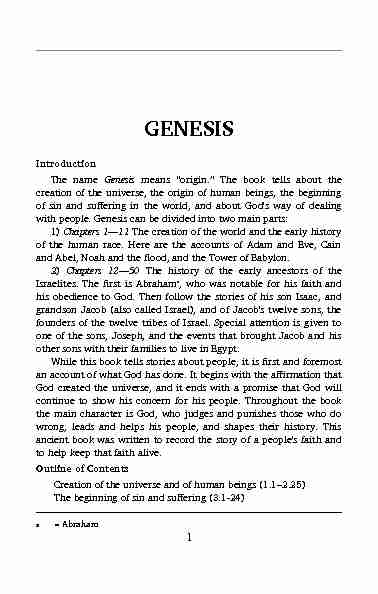 GENESIS
Introduction
The name Genesis means "origin." The book tells about the
creation of the universe, the origin of human beings, the beginning
of sin and suffering in the world, and about God's way of dealing
with people. Genesis can be divided into two main parts:
1) Chapters 1—11 The creation of the world and the early history
of the human race. Here are the accounts of Adam and Eve, Cain
and Abel, Noah and the flood, and the Tower of Babylon.
2) Chapters 12—50 The history of the early ancestors of the
Israelites. The first is Abraham*, who was notable for his faith and
his obedience to God. Then follow the stories of his son Isaac, and
grandson Jacob (also called Israel), and of Jacob's twelve sons, the
founders of the twelve tribes of Israel. Special attention is given to
one of the sons, Joseph, and the events that brought Jacob and his
other sons with their families to live in Egypt.
While this book tells stories about people, it is first and foremost
an account of what God has done. It begins with the affirmation that
God created the universe, and it ends with a promise that God will
continue to show his concern for his people. Throughout the book
the main character is God, who judges and punishes those who do
wrong, leads and helps his people, and shapes their history. This
ancient book was written to record the story of a people's faith and
to help keep that faith alive.
Outline of Contents
Creation of the universe and of human beings (1.1–2.25)
The beginning of sin and suffering (3:1-24)
= Abraham
1